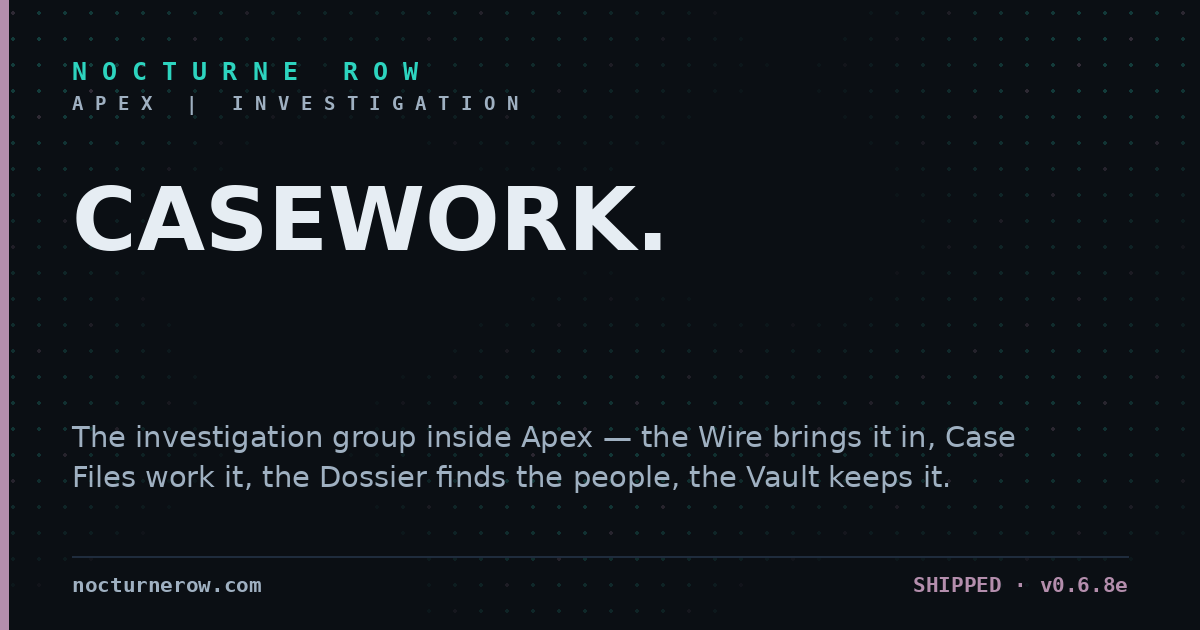 NOCTURNE ROW
APEX | INVESTIGATION
CASEWORK.
The investigation group inside Apex — the Wire brings it in, Case
Files work it, the Dossier finds the people, the Vault keeps it.
nocturnerow.com
SHIPPED · v0.6.8e